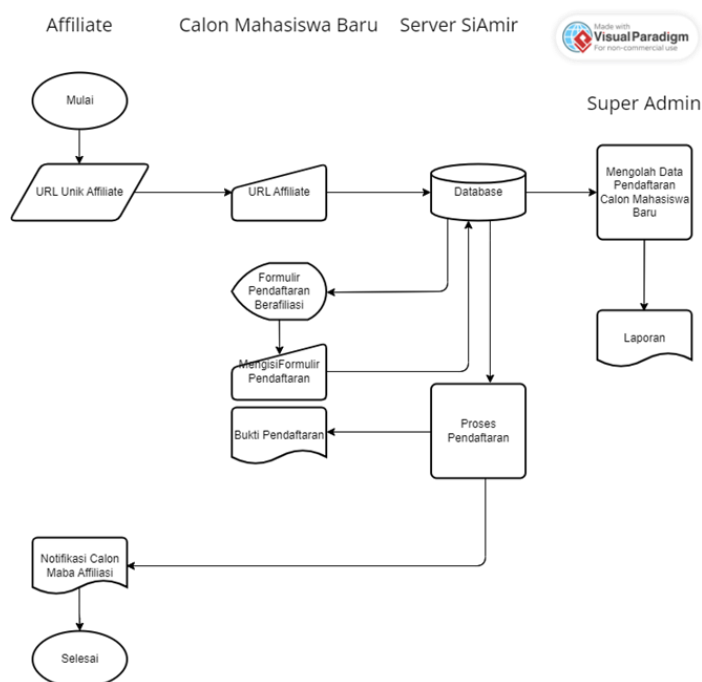 Affiliate
Calon Mahasiswa Baru
Server SiAmir
Made with
Visual Paradigm
For non-commercial use
Super Admin
Mulai
URL Unik Affiliate
URL Affiliate
Database
Mengolah Data
Pendaftaran
Calon Mahasiswa
Baru
Formulir
Pendaftaran
Berafiliasi
Laporan
MengisiFormulir
Pendaftaran
Bukti Pendaftaran
Proses
Pendaftaran
Notifikasi Calon
Maba Affiliasi
Selesai